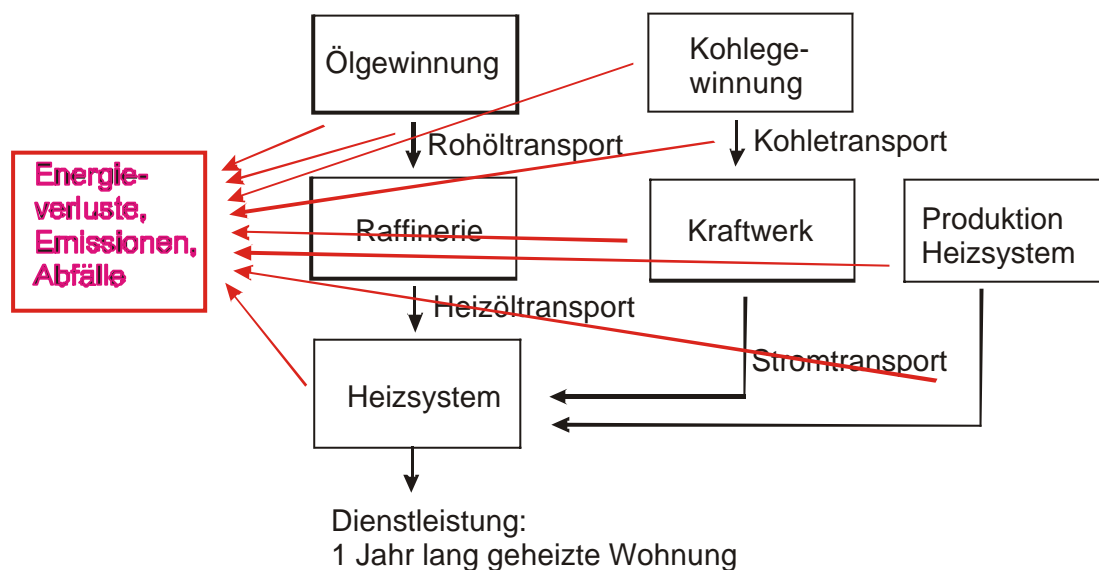 Ölgewinnung
Kohlege-
winnung
Rohöltransport
Kohletransport
Energie-
verluste,
Emissionen,
Abfälle
Raffinerie
Kraftwerk
Produktion
Heizsystem
Heizöltransport
Stromtransport
Heizsystem
Dienstleistung:
1 Jahr lang geheizte Wohnung